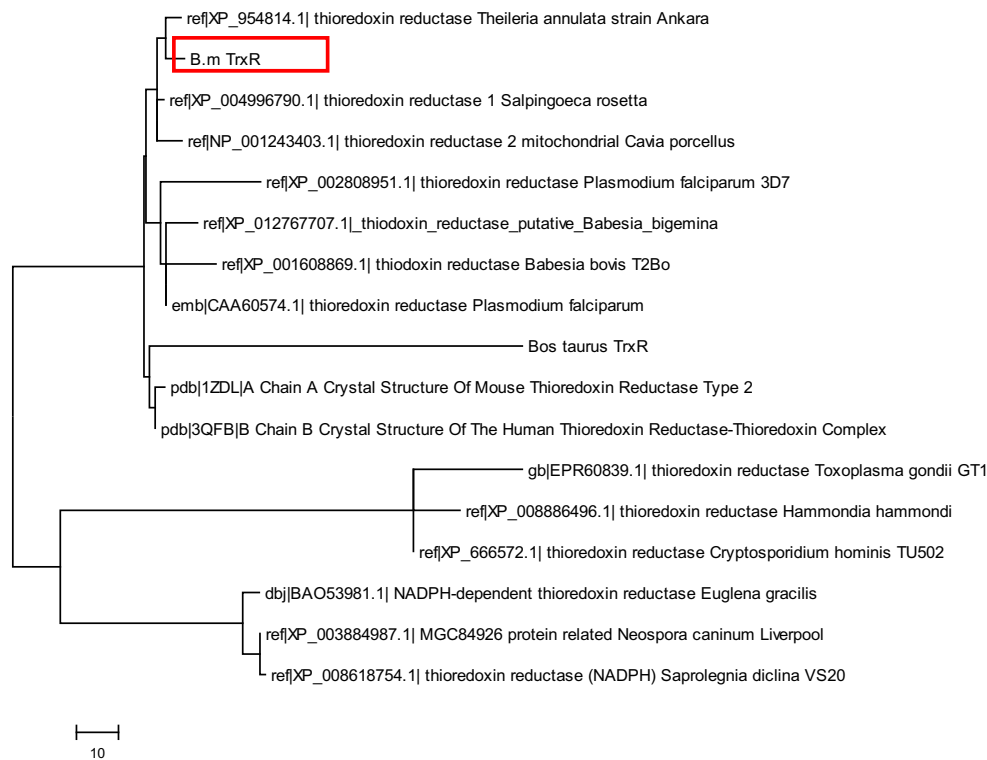 ref|XP_954814.1| thioredoxin reductase Theileria annulata strain Ankara
B.m TrxR
ref|XP_004996790.1| thioredoxin reductase 1 Salpingoeca rosetta
ref|NP_001243403.1| thioredoxin reductase 2 mitochondrial Cavia porcellus
ref|XP_002808951.1| thioredoxin reductase Plasmodium falciparum 3D7
ref|XP_012767707.1|_thiodoxin_reductase_putative_Babesia_bigemina
ref|XP_001608869.1| thiodoxin reductase Babesia bovis T2Bo
emb|CAA60574.1| thioredoxin reductase Plasmodium falciparum
Bos taurus TrxR
pdb|1ZDL|A Chain A Crystal Structure Of Mouse Thioredoxin Reductase Type 2
pdb|3QFB|B Chain B Crystal Structure Of The Human Thioredoxin Reductase-Thioredoxin Complex
gb|EPR60839.1| thioredoxin reductase Toxoplasma gondii GT1
ref|XP_008886496.1| thioredoxin reductase Hammondia hammondi
ref|XP_666572.1| thioredoxin reductase Cryptosporidium hominis TU502
dbj|BAO53981.1| NADPH-dependent thioredoxin reductase Euglena gracilis
ref|XP_003884987.1| MGC84926 protein related Neospora caninum Liverpool
ref|XP_008618754.1| thioredoxin reductase (NADPH) Saprolegnia diclina VS20
10